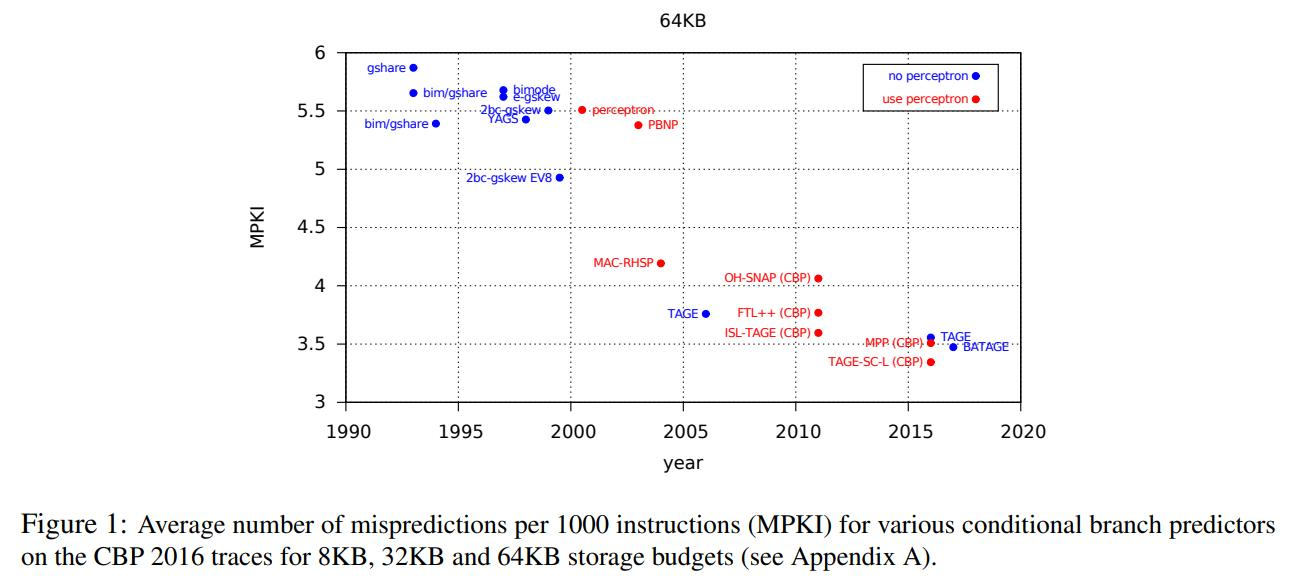 64KB
6
gshare
no perceptron
bim/gshare
bimode
e-gskew
use perceptron
5.5
2bc-gskew
perceptron
YAGS
bim/gshare
PBNP
5
2bc-gskew EV8
MPKI
4.5
MAC-RHSP
OH-SNAP (CBP)
4
TAGE
FTL++ (CBP)
ISL-TAGE (CBP)
TAGE
3.5
MPP (CBP)
BATAGE
TAGE-SC-L (CBP)
3
1990 1995 2000 2005 2010 2015 2020
year
Figure 1: Average number of mispredictions per 1000 instructions (MPKI) for various conditional branch predictors
on the CBP 2016 traces for 8KB, 32KB and 64KB storage budgets (see Appendix A).